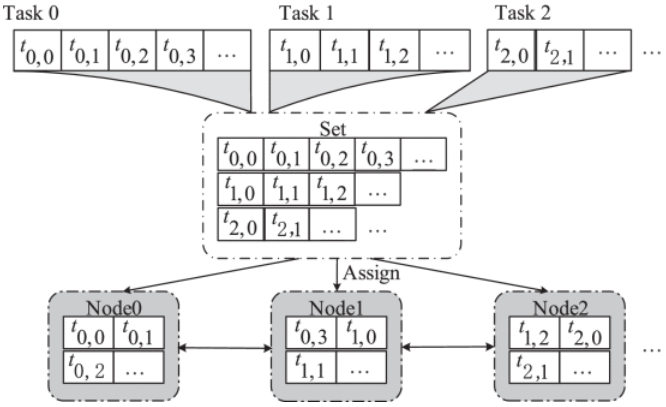 Task 0 Task 1 Task 2
t0,0 t0,1 t0,2 t0,3 ... t1,0 t1,1 t1,2 ... t2,0 t2,1 ... ...
Set
t0,0 t0,1 t0,2 t0,3 ...
t1,0 t1,1 t1,2 ...
t2,0 t2,1 ... ...
Assign
Node0 Node1 Node2
t0,0 t0,1 t0,3 t1,0 t1,2 t2,0
t0,2 ... t1,1 ... t2,1 ... ...